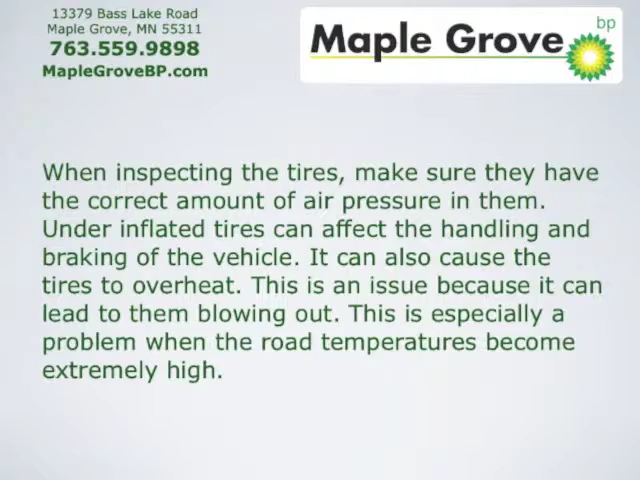 13379 Bass Lake Road
Maple Grove, MN 55311
763.559.9898
MapleGroveBP.com
Maple Grove
bp
When inspecting the tires, make sure they have
the correct amount of air pressure in them.
Under inflated tires can affect the handling and
braking of the vehicle. It can also cause the
tires to overheat. This is an issue because it can
lead to them blowing out. This is especially a
problem when the road temperatures become
extremely high.